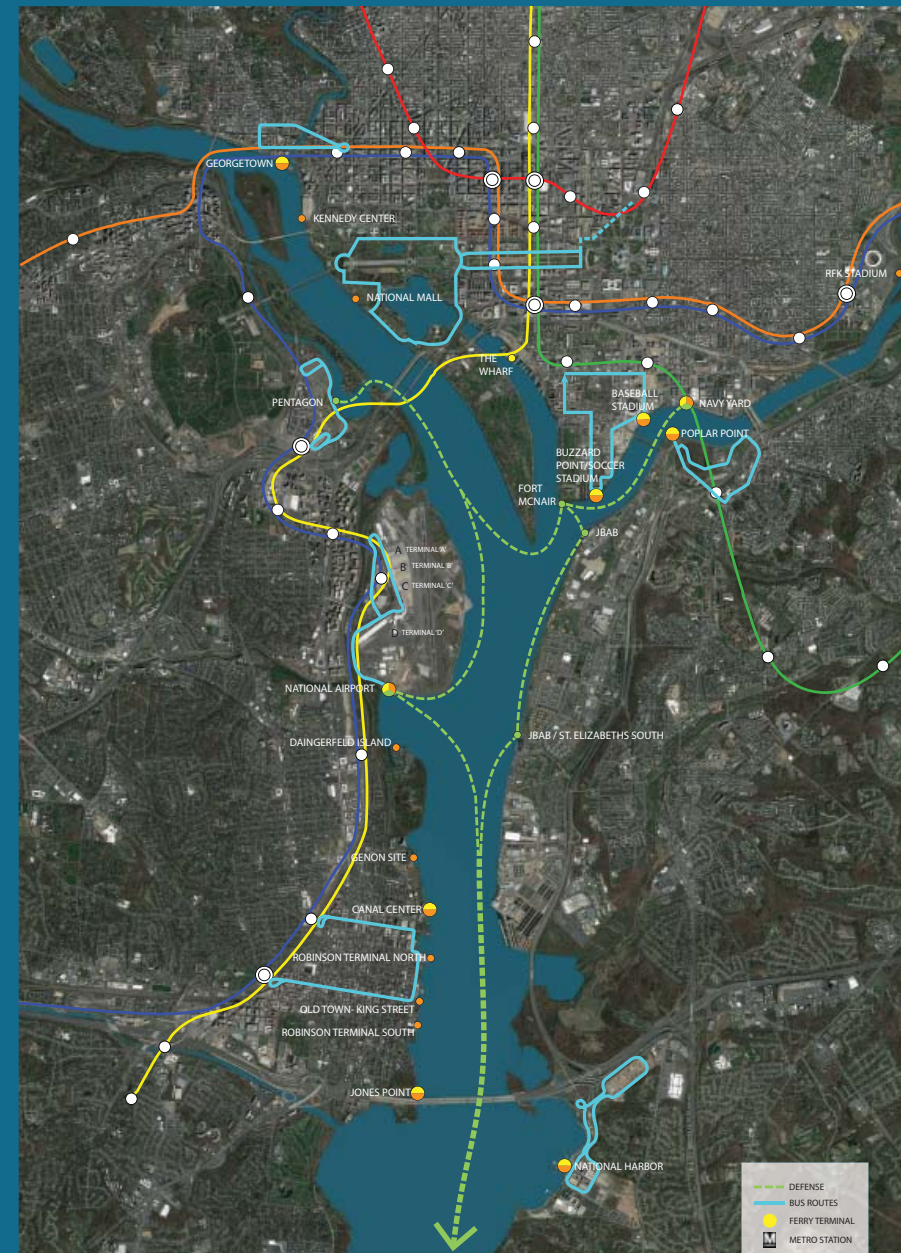 GEORGETOWN
KENNEDY CENTER
RFK STADIUM
NATIONAL MALL
THE
WHARF
PENTAGON
BASEBALL
STADIUM
NAVY YARD
POPLAR POINT
BUZZARD
POINT/SOCCER
STADIUM
FORT
MCNAIR
JBAB
A TERMINAL 'A'
B TERMINAL 'B'
C TERMINAL 'C'
D TERMINAL 'D'
NATIONAL AIRPORT
JBAB / ST. ELIZABETHS SOUTH
DAINGERFELD ISLAND
GENON SITE
CANAL CENTER
ROBINSON TERMINAL NORTH
OLD TOWN- KING STREET
ROBINSON TERMINAL SOUTH
JONES POINT
NATIONAL HARBOR
DEFENSE
BUS ROUTES
FERRY TERMINAL
M METRO STATION